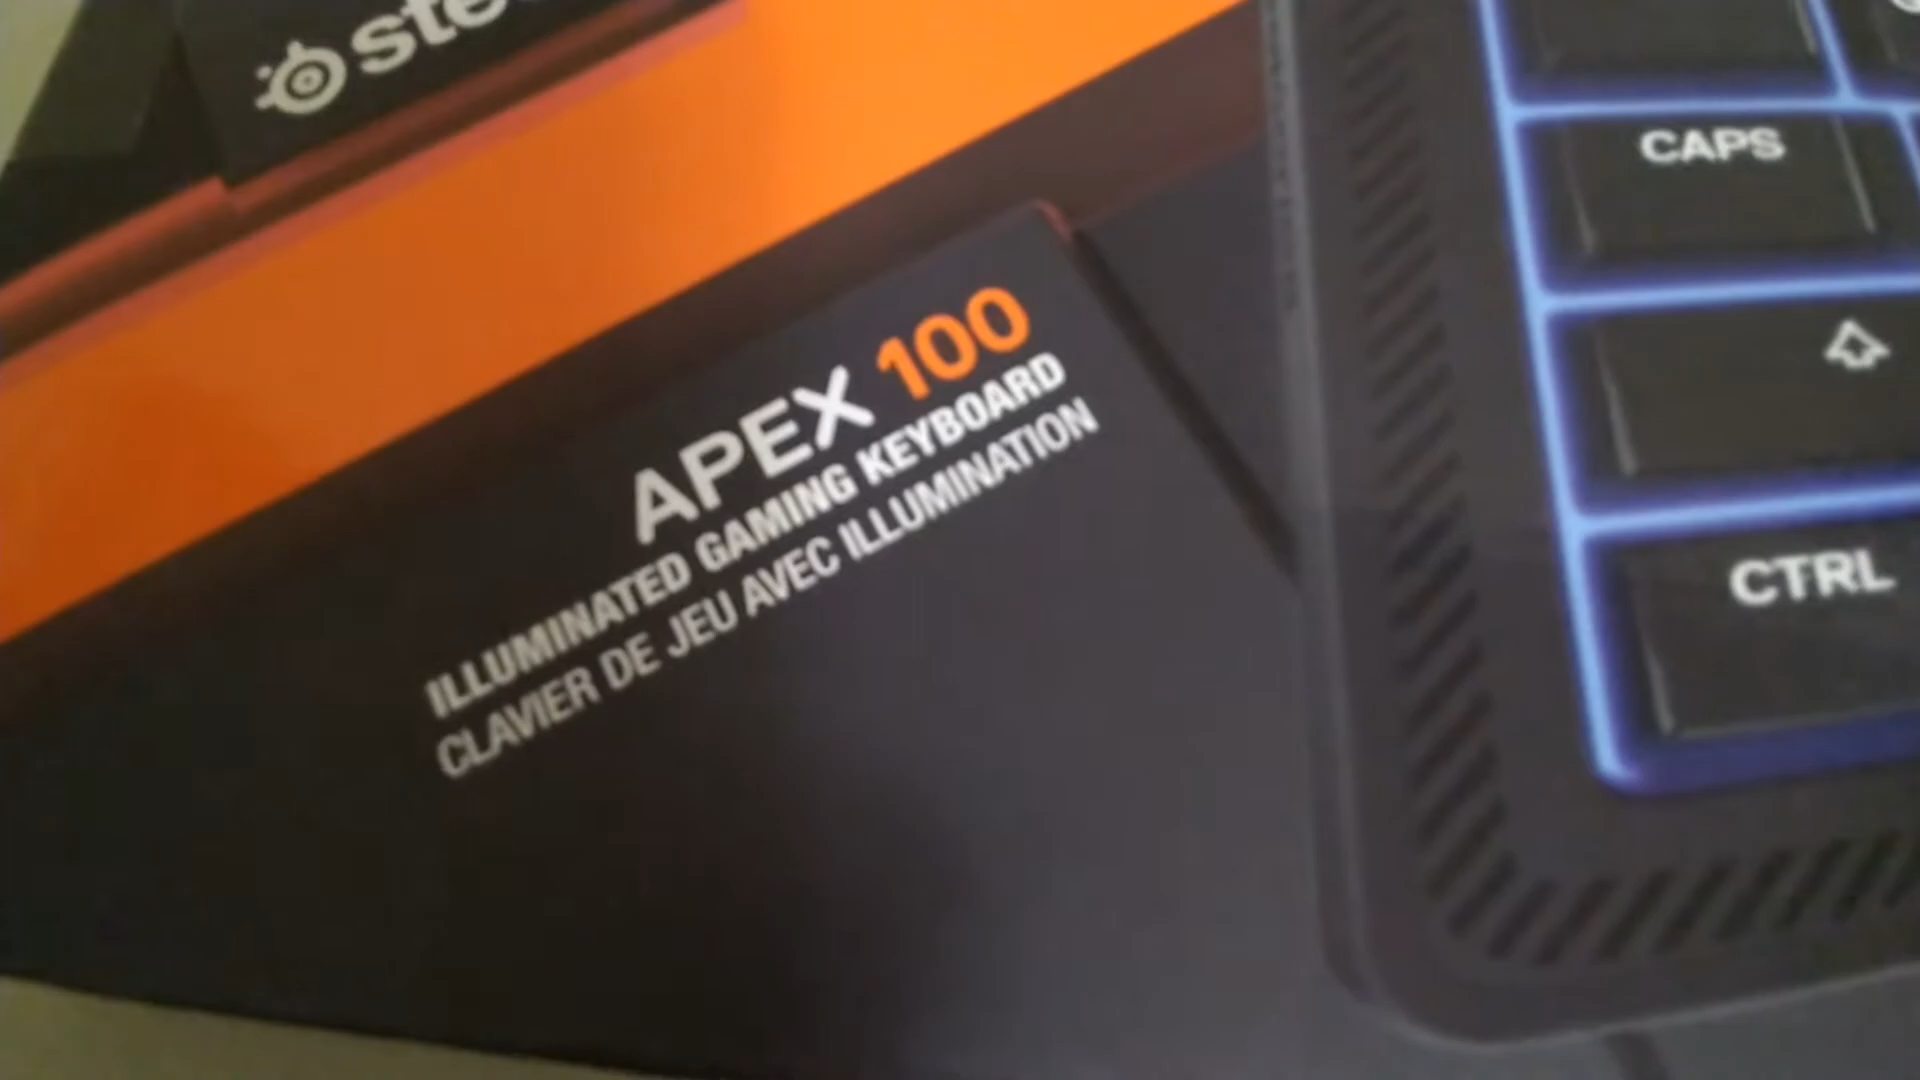 APEX 100
ILLUMINATED GAMING KEYBOARD
CLAVIER DE JEU AVEC ILLUMINATION
CAPS
CTRL